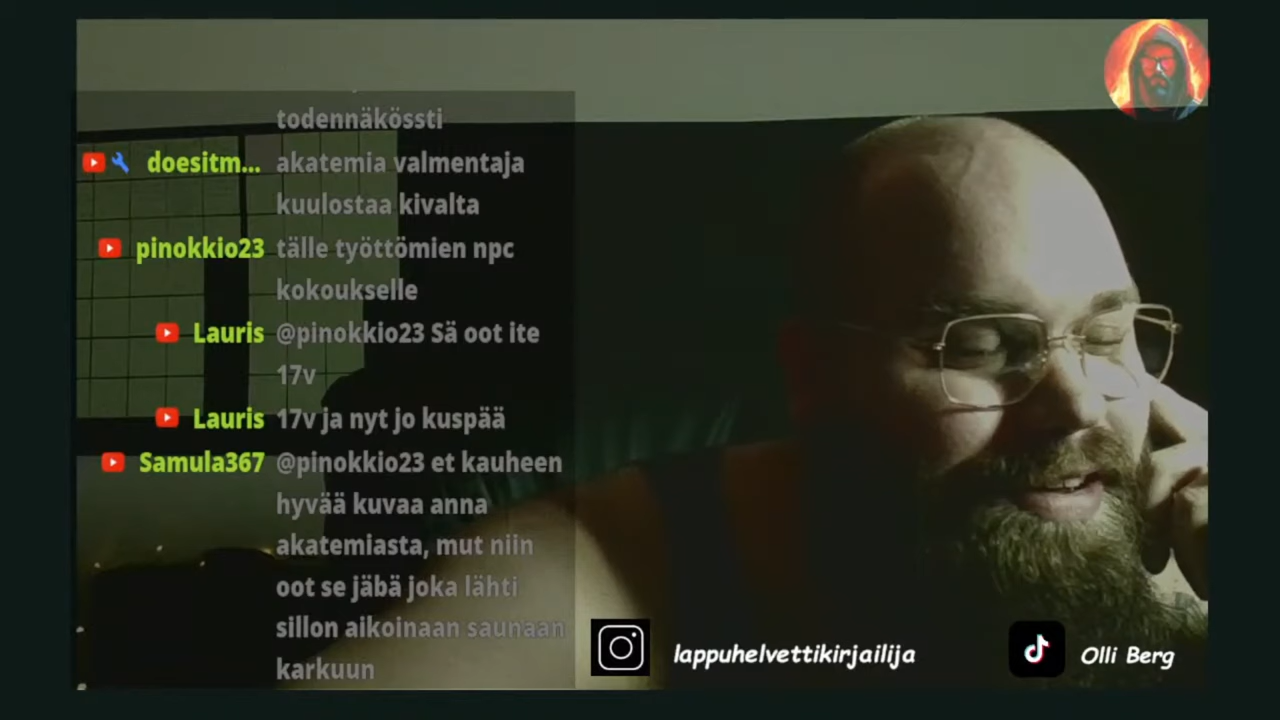 todennäkössti
doesitm... akatemia valmentaja
kuulostaa kivalta
pinokkio23 tälle työttömien npc
kokoukselle
Lauris @pinokkio23 Sä oot ite
17v
Lauris 17v ja nyt jo kuspää
Samula367 @pinokkio23 et kauheen
hyvää kuvaa anna
akatemiasta, mut niin
oot se jäbä joka lähti
sillon aikoinaan saunaan
karkuun
lappuhelvettikirjailija
Olli Berg